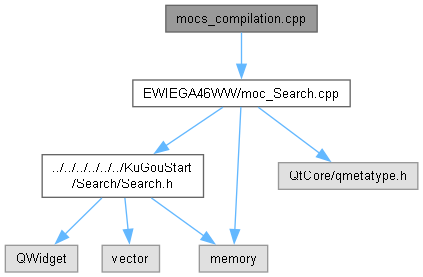 mocs_compilation.cpp
EWIEGA46WW/moc_Search.cpp
../../../../../../KuGouStart
/Search/Search.h
QtCore/qmetatype.h
QWidget
vector
memory